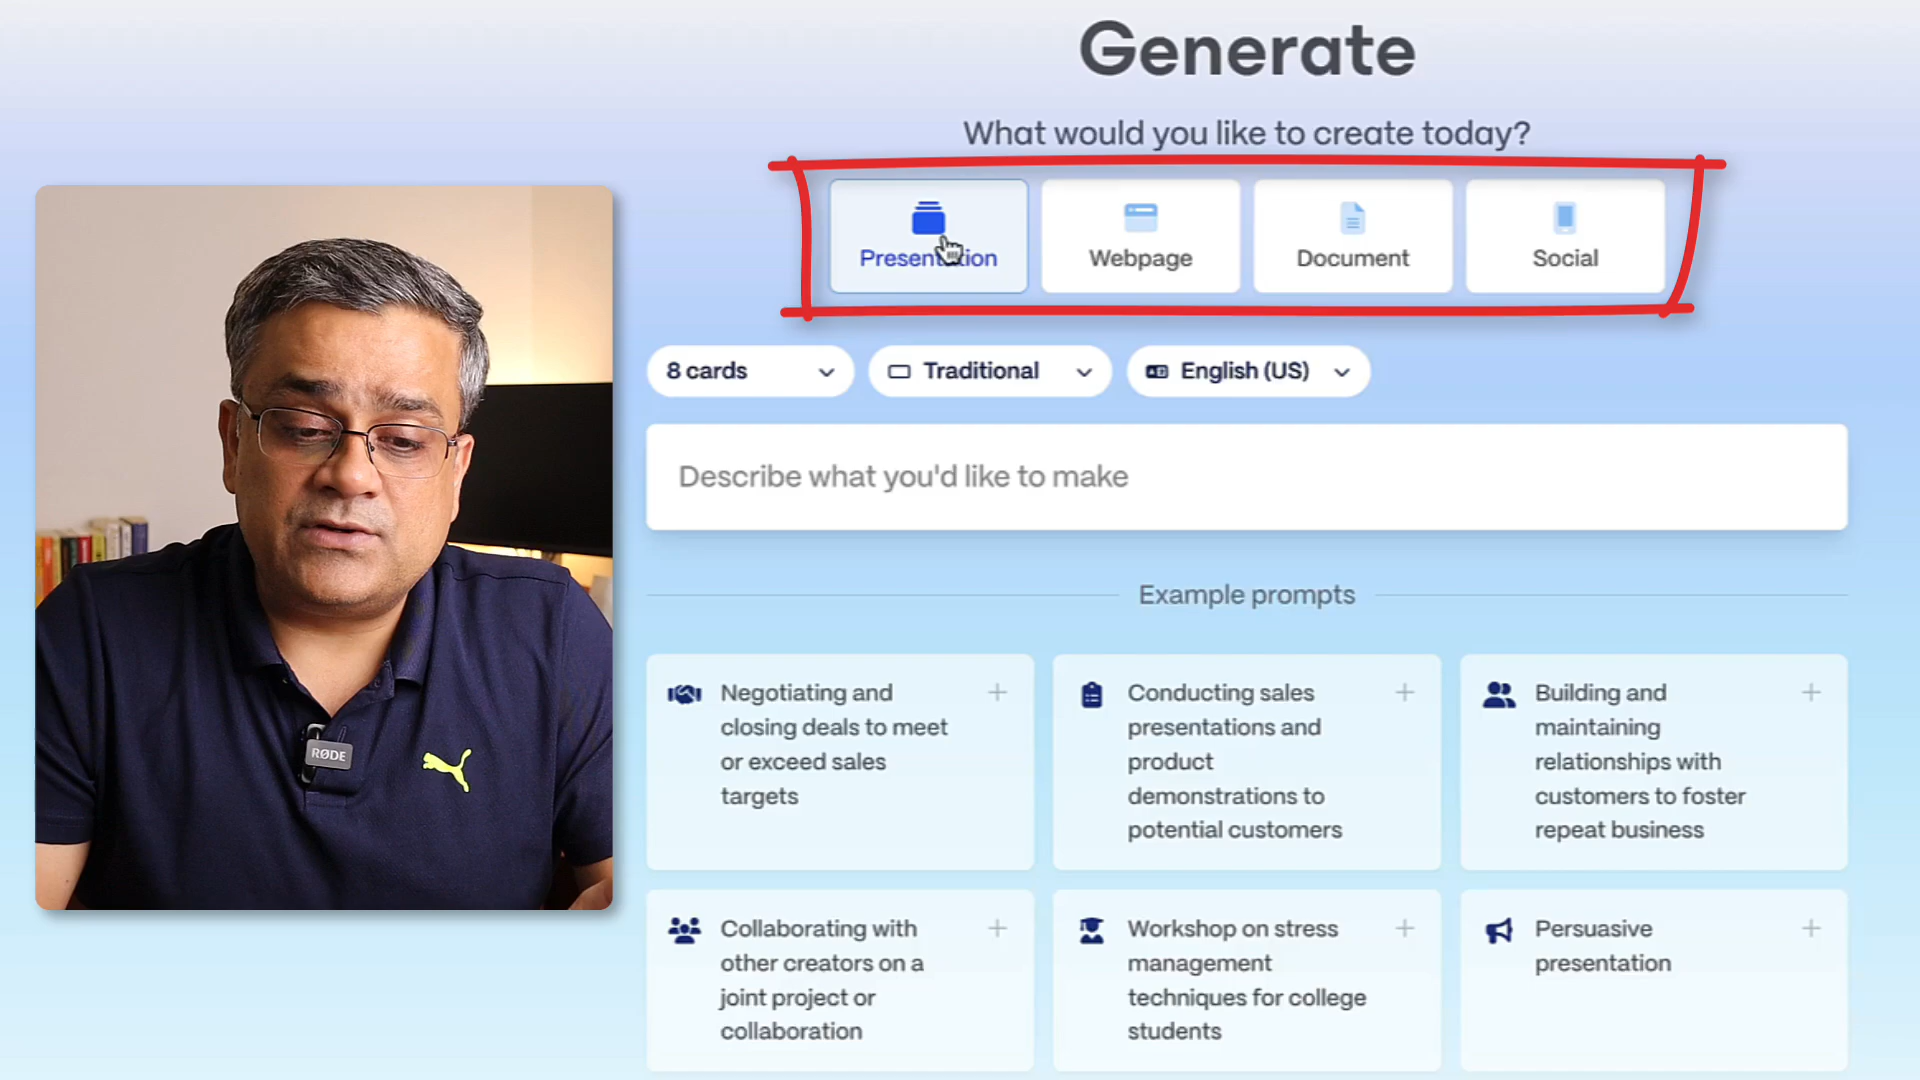 Generate
What would you like to create today?
Presentation
Webpage
Document
Social
8 cards
Traditional
English (US)
Describe what you'd like to make
Example prompts
Negotiating and
closing deals to meet
or exceed sales
targets
Conducting sales
presentations and
product
demonstrations to
potential customers
Building and
maintaining
relationships with
customers to foster
repeat business
Collaborating with
other creators on a
joint project or
collaboration
Workshop on stress
management
techniques for college
students
Persuasive
presentation
RØDE